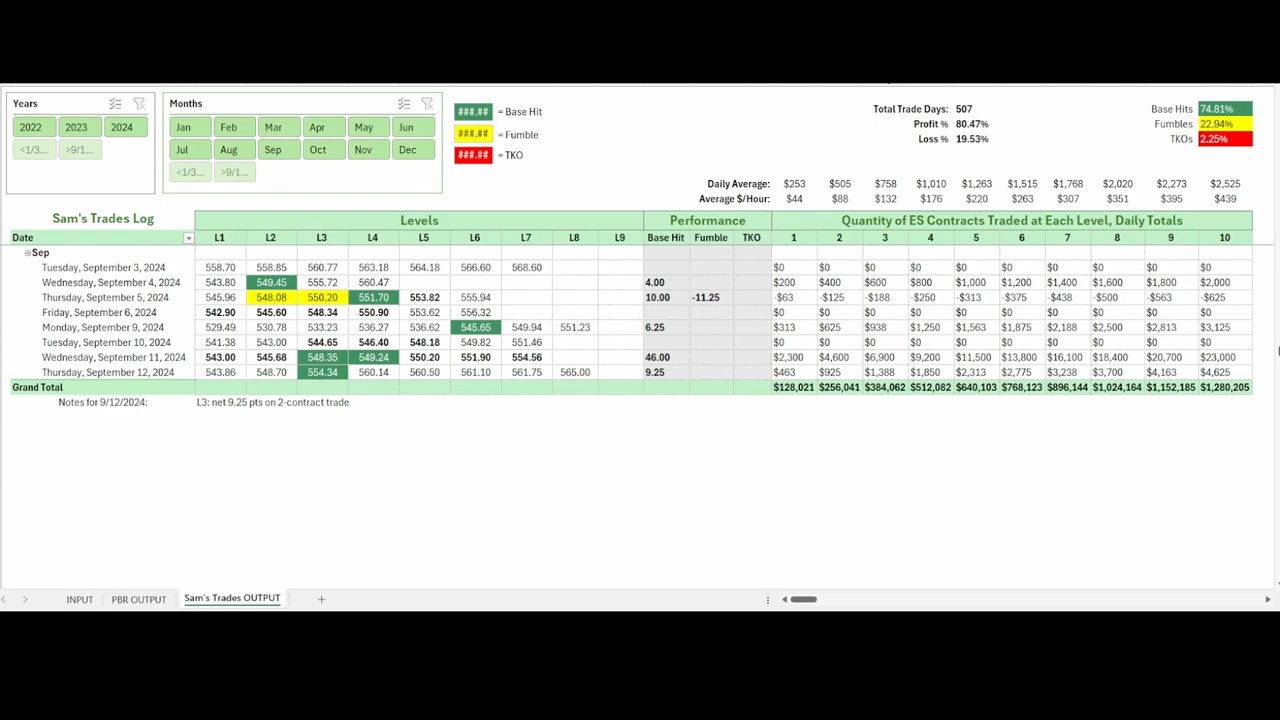 Years
2022 2023 2024
<1/3... >9/1...
Months
Jan Feb Mar Apr May Jun
Jul Aug Sep Oct Nov Dec
<1/3... >9/1...
###.## = Base Hit
###.## = Fumble
###.## = TKO
Total Trade Days: 507
Profit % 80.47%
Loss % 19.53%
Base Hits 74.81%
Fumbles 22.94%
TKOs 2.25%
Daily Average: $253 $505 $758 $1,010 $1,263 $1,515 $1,768 $2,020 $2,273 $2,525
Average $/Hour: $44 $88 $132 $176 $220 $263 $307 $351 $395 $439
Sam's Trades Log Levels Performance Quantity of ES Contracts Traded at Each Level, Daily Totals
Date L1 L2 L3 L4 L5 L6 L7 L8 L9 Base Hit Fumble TKO 1 2 3 4 5 6 7 8 9 10
Sep
Tuesday, September 3, 2024 558.70 558.85 560.77 563.18 564.18 566.60 568.60 $0 $0 $0 $0 $0 $0 $0 $0 $0 $0
Wednesday, September 4, 2024 543.80 549.45 555.72 560.47 4.00 $200 $400 $600 $800 $1,000 $1,200 $1,400 $1,600 $1,800 $2,000
Thursday, September 5, 2024 545.96 548.08 550.20 551.70 553.82 555.94 10.00 -11.25 -$63 -$125 -$188 -$250 -$313 -$375 -$438 -$500 -$563 -$625
Friday, September 6, 2024 542.90 545.60 548.34 550.90 553.62 556.32 $0 $0 $0 $0 $0 $0 $0 $0 $0 $0
Monday, September 9, 2024 529.49 530.78 533.23 536.27 536.62 545.65 549.94 551.23 6.25 $313 $625 $938 $1,250 $1,563 $1,875 $2,188 $2,500 $2,813 $3,125
Tuesday, September 10, 2024 541.38 543.00 544.65 546.40 548.18 549.82 551.46 $0 $0 $0 $0 $0 $0 $0 $0 $0 $0
Wednesday, September 11, 2024 543.00 545.68 548.35 549.24 550.20 551.90 554.56 46.00 $2,300 $4,600 $6,900 $9,200 $11,500 $13,800 $16,100 $18,400 $20,700 $23,000
Thursday, September 12, 2024 543.86 548.70 554.34 560.14 560.50 561.10 561.75 565.00 9.25 $463 $925 $1,388 $1,850 $2,313 $2,775 $3,238 $3,700 $4,163 $4,625
Grand Total $128,021 $256,041 $384,062 $512,082 $640,103 $768,123 $896,144 $1,024,164 $1,152,185 $1,280,205
Notes for 9/12/2024: L3: net 9.25 pts on 2-contract trade
INPUT PBR OUTPUT Sam's Trades OUTPUT